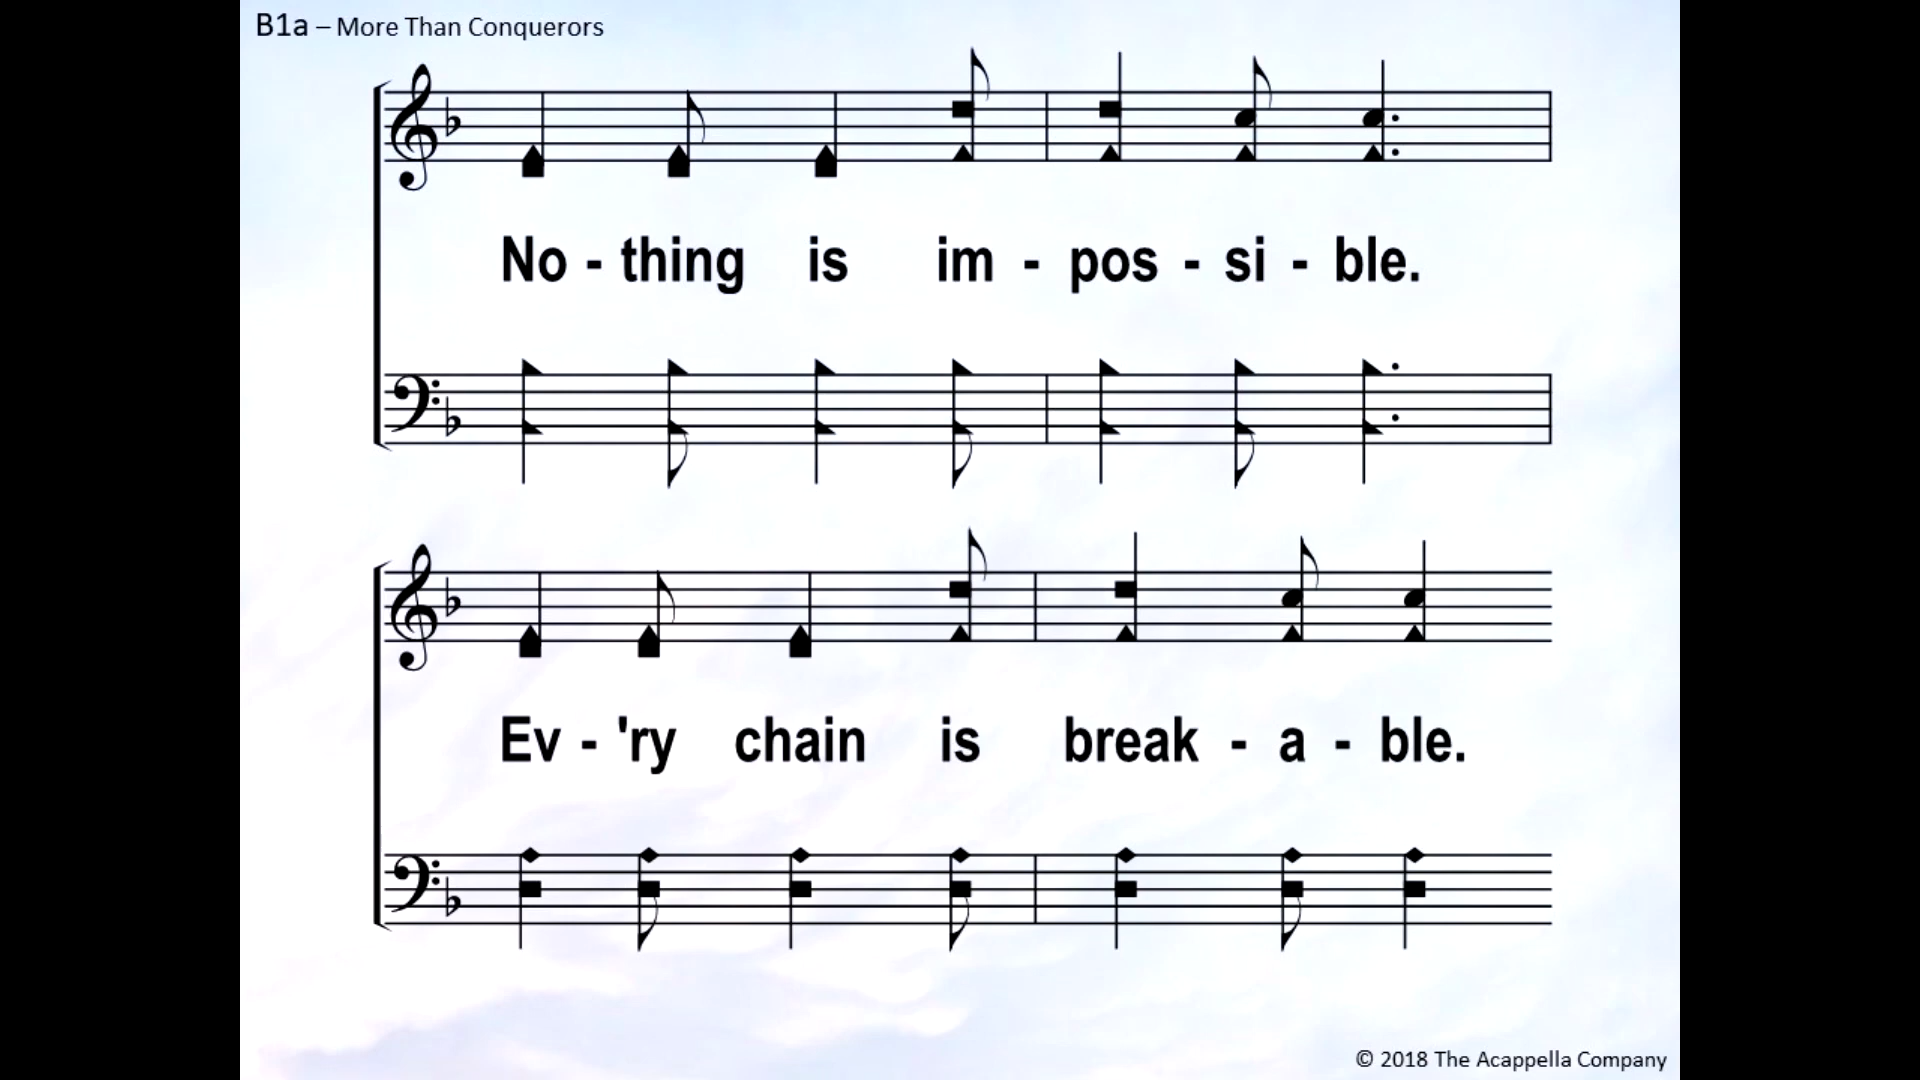 B1a – More Than Conquerors
No - thing is im - pos - si - ble.
Ev - 'ry chain is break - a - ble.
© 2018 The Acappella Company